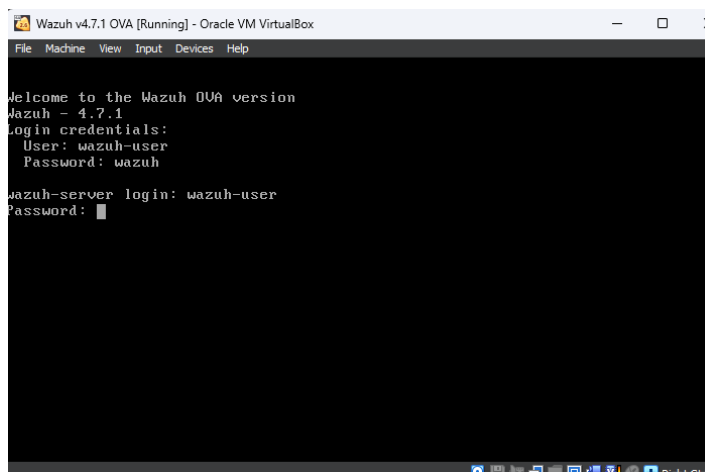 Wazuh v4.7.1 OVA [Running] - Oracle VM VirtualBox
File Machine View Input Devices Help
Welcome to the Wazuh OVA version
Wazuh - 4.7.1
Login credentials:
User: wazuh-user
Password: wazuh
wazuh-server login: wazuh-user
Password: